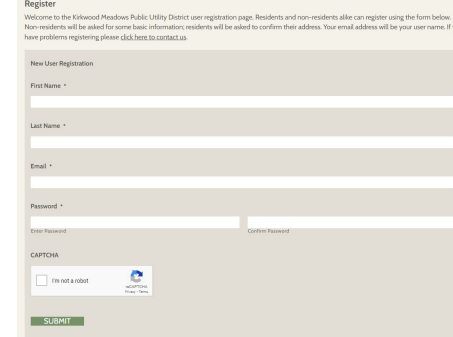 Register
Welcome to the Kirkwood Meadows Public Utility District user registration page. Residents and non-residents alike can register using the form below.
Non-residents will be asked for some basic information; residents will be asked to confirm their address. Your email address will be your user name. If
have problems registering please click here to contact us.
New User Registration
First Name *
Last Name *
Email *
Password *
Enter Password Confirm Password
CAPTCHA
I'm not a robot
reCAPTCHA
Privacy - Terms
SUBMIT